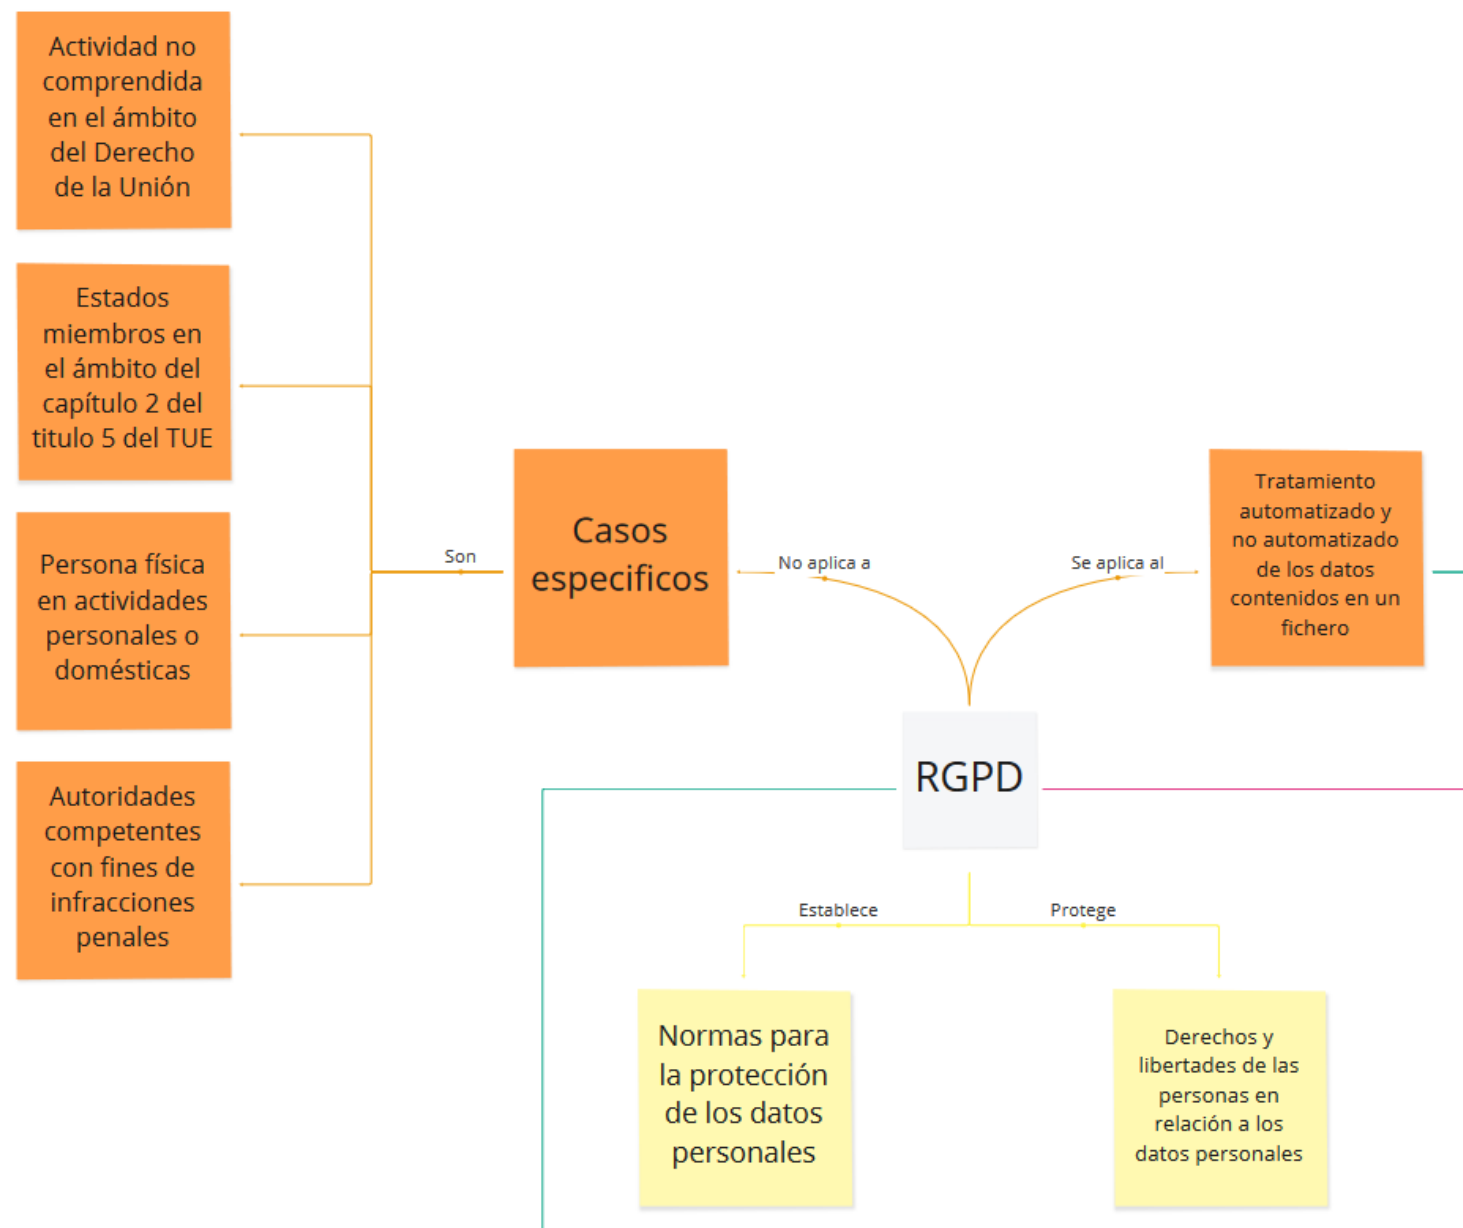 Actividad no
comprendida
en el ámbito
del Derecho
de la Unión
Estados
miembros en
el ámbito del
capítulo 2 del
titulo 5 del TUE
Persona física
en actividades
personales o
domésticas
Autoridades
competentes
con fines de
infracciones
penales
Son
Casos
especificos
No aplica a
Se aplica al
Tratamiento
automatizado y
no automatizado
de los datos
contenidos en un
fichero
RGPD
Establece
Protege
Normas para
la protección
de los datos
personales
Derechos y
libertades de las
personas en
relación a los
datos personales